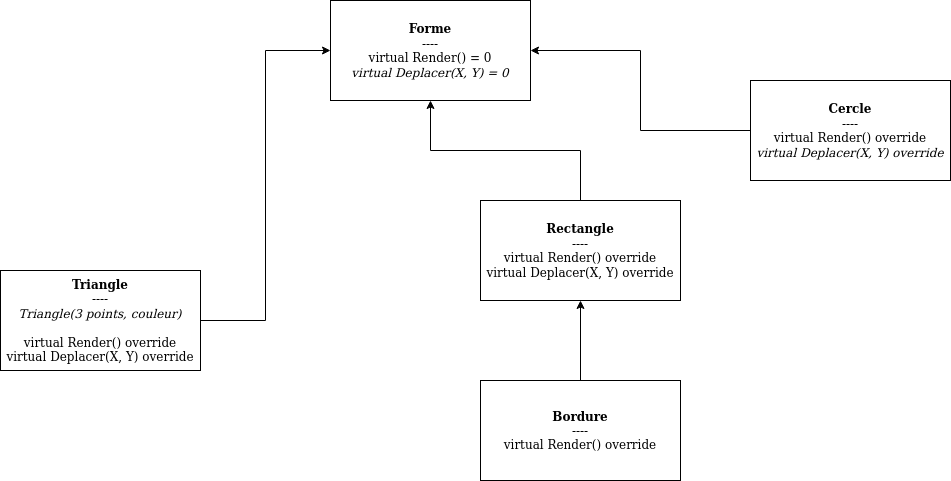 Forme
----
virtual Render() = 0
virtual Deplacer(X, Y) = 0
Cercle
----
virtual Render() override
virtual Deplacer(X, Y) override
Rectangle
----
virtual Render() override
virtual Deplacer(X, Y) override
Triangle
----
Triangle(3 points, couleur)
virtual Render() override
virtual Deplacer(X, Y) override
Bordure
----
virtual Render() override